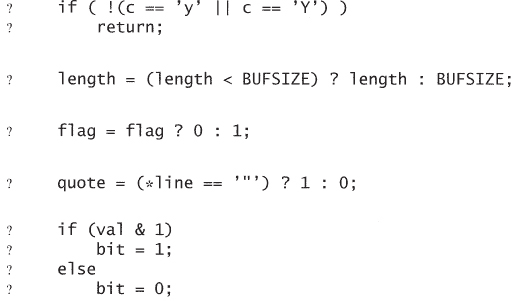 ?     if ( !(c == 'y' || c == 'Y') )
?         return;
?     length = (length < BUFSIZE) ? length : BUFSIZE;
?     flag = flag ? 0 : 1;
?     quote = (*line == '"') ? 1 : 0;
?     if (val & 1)
?         bit = 1;
?     else
?         bit = 0;